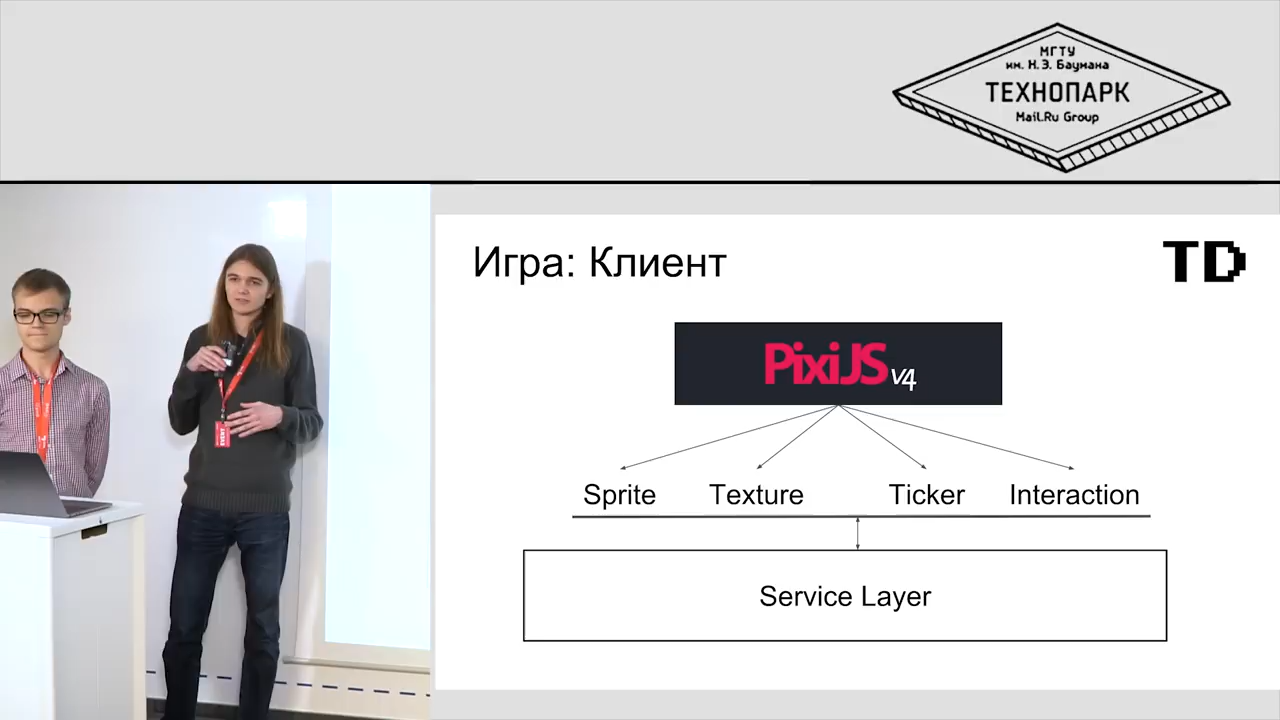 МГТУ
им. Н.Э. Баумана
ТЕХНОПАРК
Mail.Ru Group
Игра: Клиент
TD
PixiJS v4
Sprite Texture Ticker Interaction
Service Layer